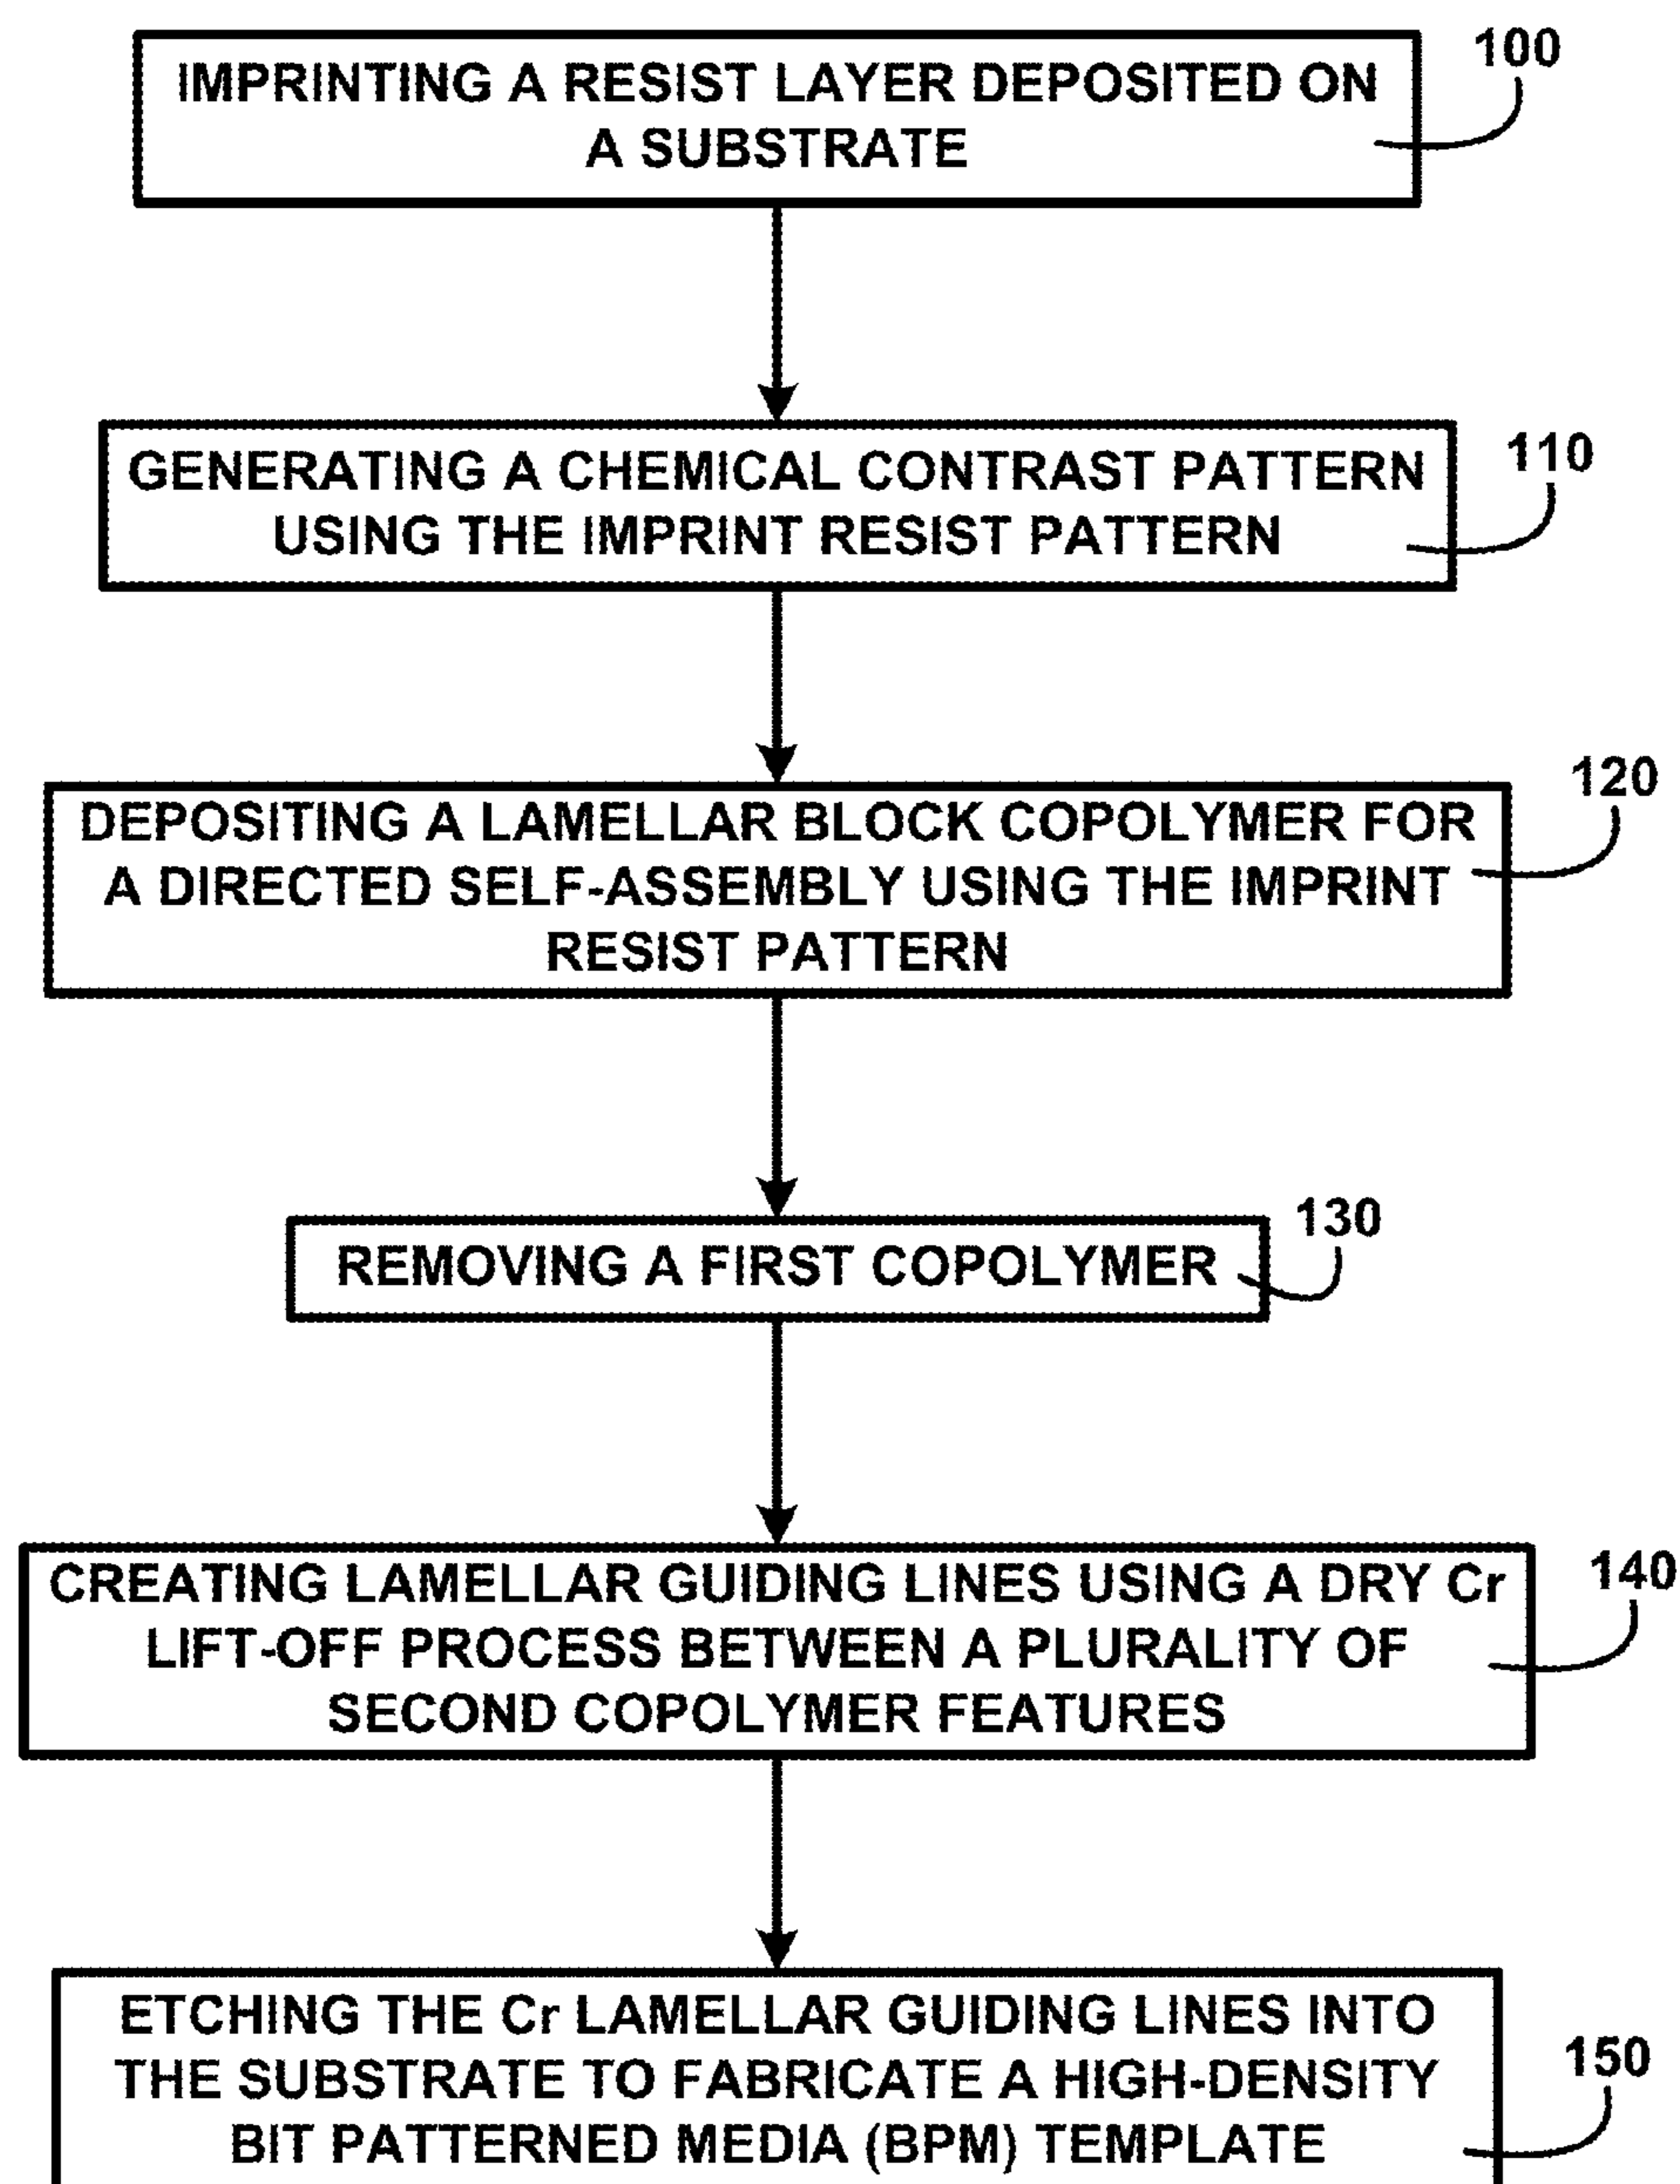 100
IMPRINTING A RESIST LAYER DEPOSITED ON
A SUBSTRATE
110
GENERATING A CHEMICAL CONTRAST PATTERN
USING THE IMPRINT RESIST PATTERN
120
DEPOSITING A LAMELLAR BLOCK COPOLYMER FOR
A DIRECTED SELF-ASSEMBLY USING THE IMPRINT
RESIST PATTERN
130
REMOVING A FIRST COPOLYMER
140
CREATING LAMELLAR GUIDING LINES USING A DRY Cr
LIFT-OFF PROCESS BETWEEN A PLURALITY OF
SECOND COPOLYMER FEATURES
150
ETCHING THE Cr LAMELLAR GUIDING LINES INTO
THE SUBSTRATE TO FABRICATE A HIGH-DENSITY
BIT PATTERNED MEDIA (BPM) TEMPLATE